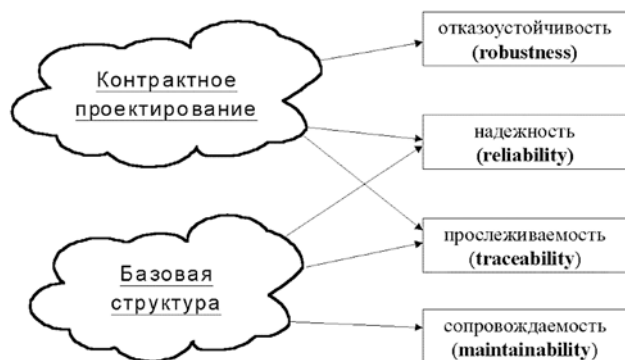 Контрактное
проектирование
Базовая
структура
отказоустойчивость
(robustness)
надежность
(reliability)
прослеживаемость
(traceability)
сопровождаемость
(maintainability)